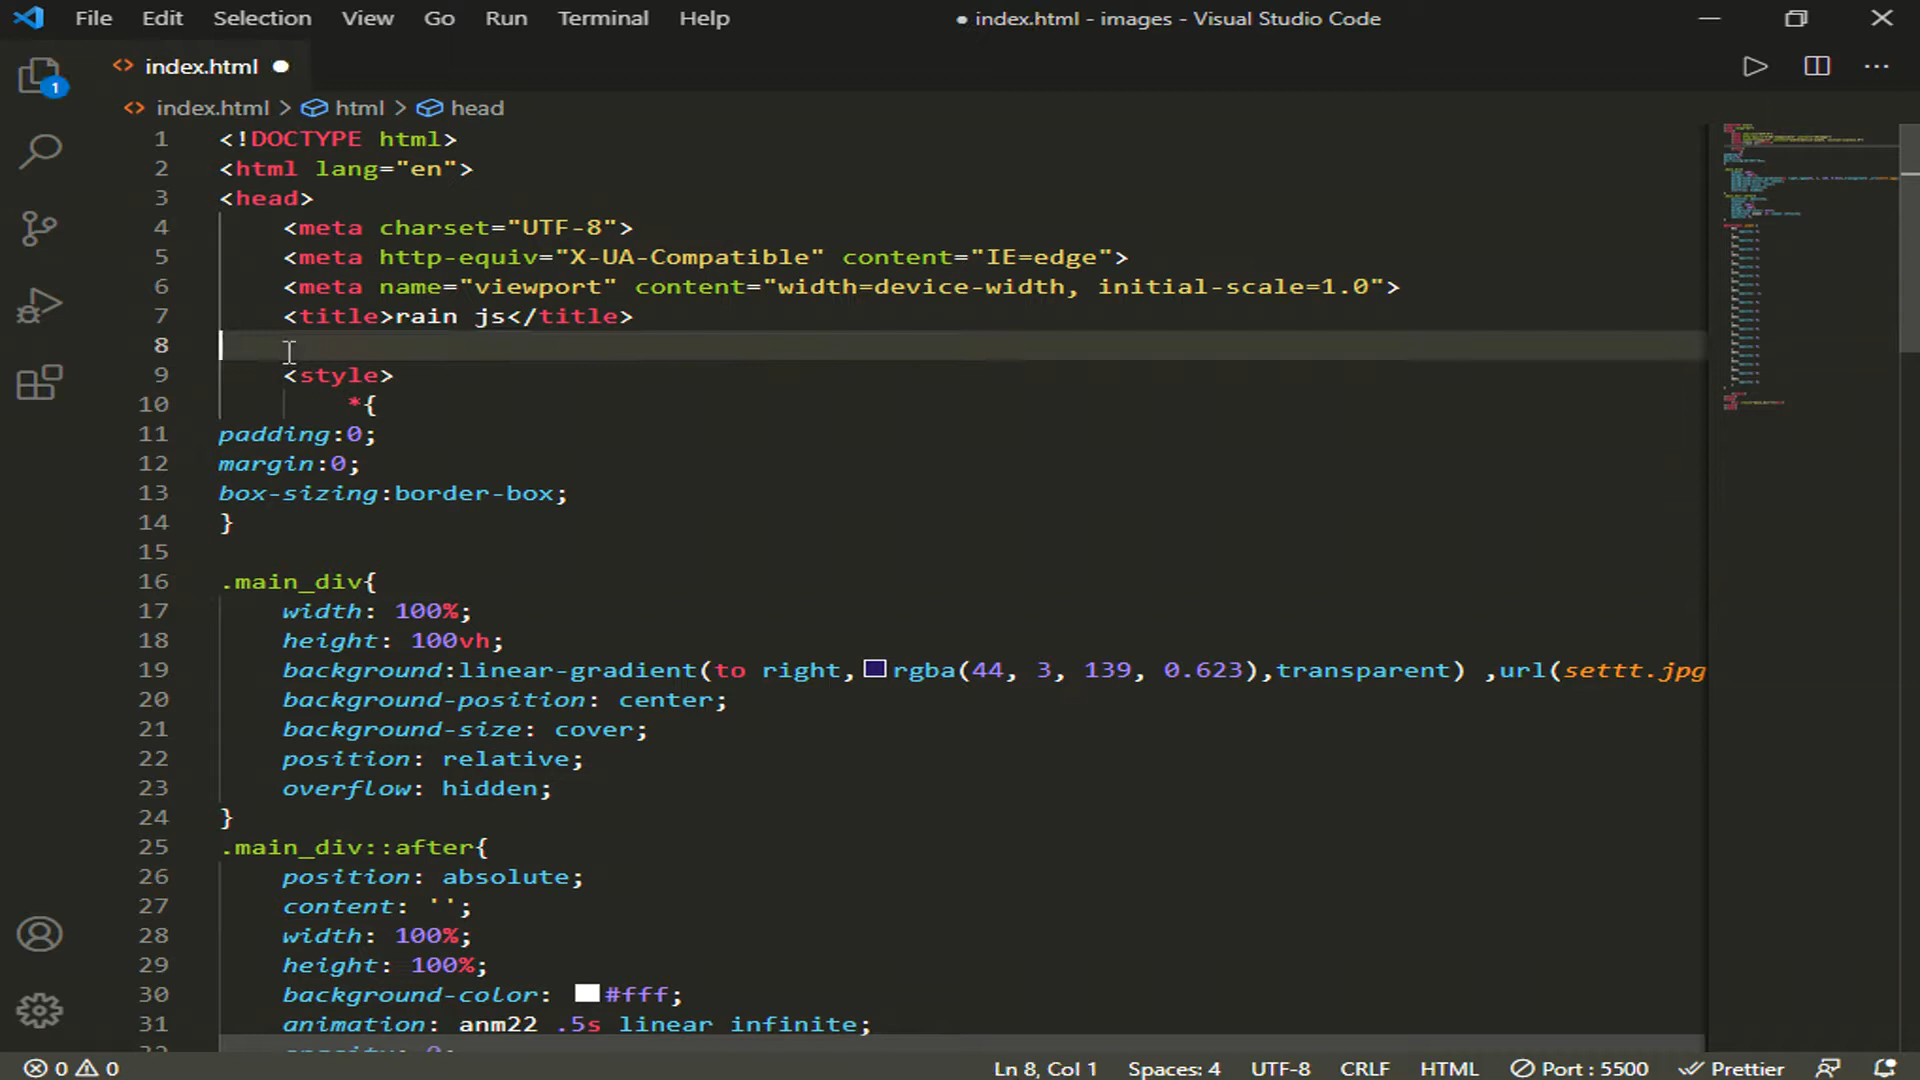 File Edit Selection View Go Run Terminal Help ● index.html - images - Visual Studio Code
<> index.html ●
1
<> index.html > html > head
1 <!DOCTYPE html>
2 <html lang="en">
3 <head>
4 <meta charset="UTF-8">
5 <meta http-equiv="X-UA-Compatible" content="IE=edge">
6 <meta name="viewport" content="width=device-width, initial-scale=1.0">
7 <title>rain js</title>
8
9 <style>
10 *{
11 padding:0;
12 margin:0;
13 box-sizing:border-box;
14 }
15
16 .main_div{
17 width: 100%;
18 height: 100vh;
19 background:linear-gradient(to right,rgba(44, 3, 139, 0.623),transparent) ,url(settt.jpg
20 background-position: center;
21 background-size: cover;
22 position: relative;
23 overflow: hidden;
24 }
25 .main_div::after{
26 position: absolute;
27 content: '';
28 width: 100%;
29 height: 100%;
30 background-color: #fff;
31 animation: anm22 .5s linear infinite;
0 0 Ln 8, Col 1 Spaces: 4 UTF-8 CRLF HTML Port : 5500 Prettier